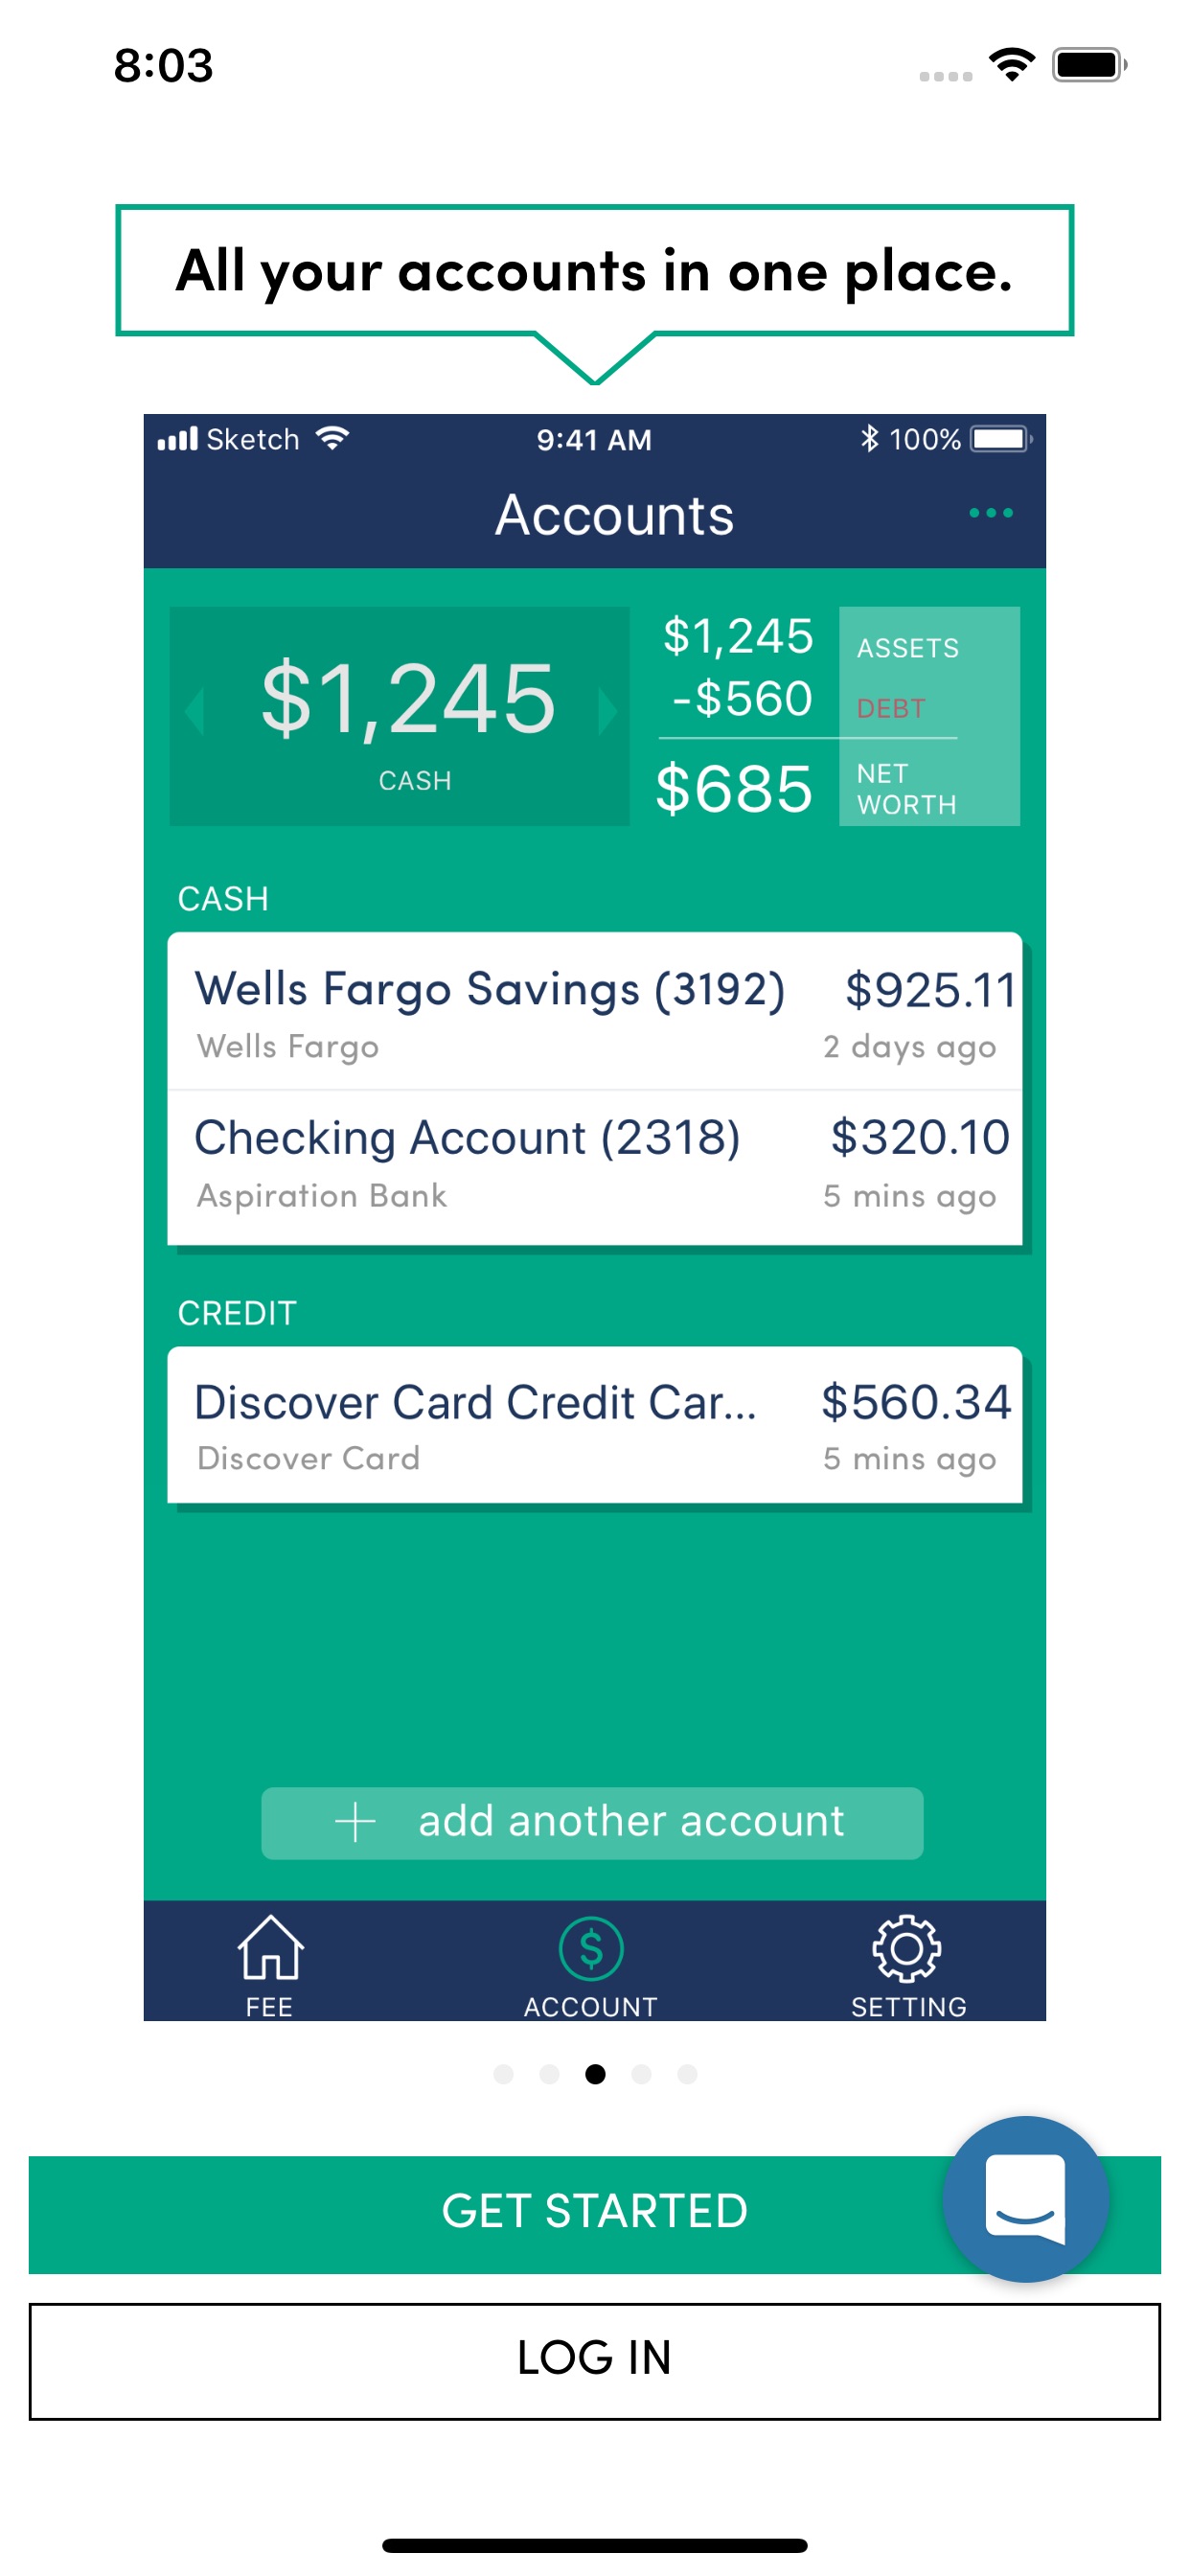 8:03
All your accounts in one place.
Sketch 9:41 AM 100%
Accounts
$1,245
CASH
$1,245 ASSETS
-$560 DEBT
$685 NET WORTH
CASH
Wells Fargo Savings (3192) $925.11
Wells Fargo 2 days ago
Checking Account (2318) $320.10
Aspiration Bank 5 mins ago
CREDIT
Discover Card Credit Car... $560.34
Discover Card 5 mins ago
+ add another account
FEE ACCOUNT SETTING
GET STARTED
LOG IN